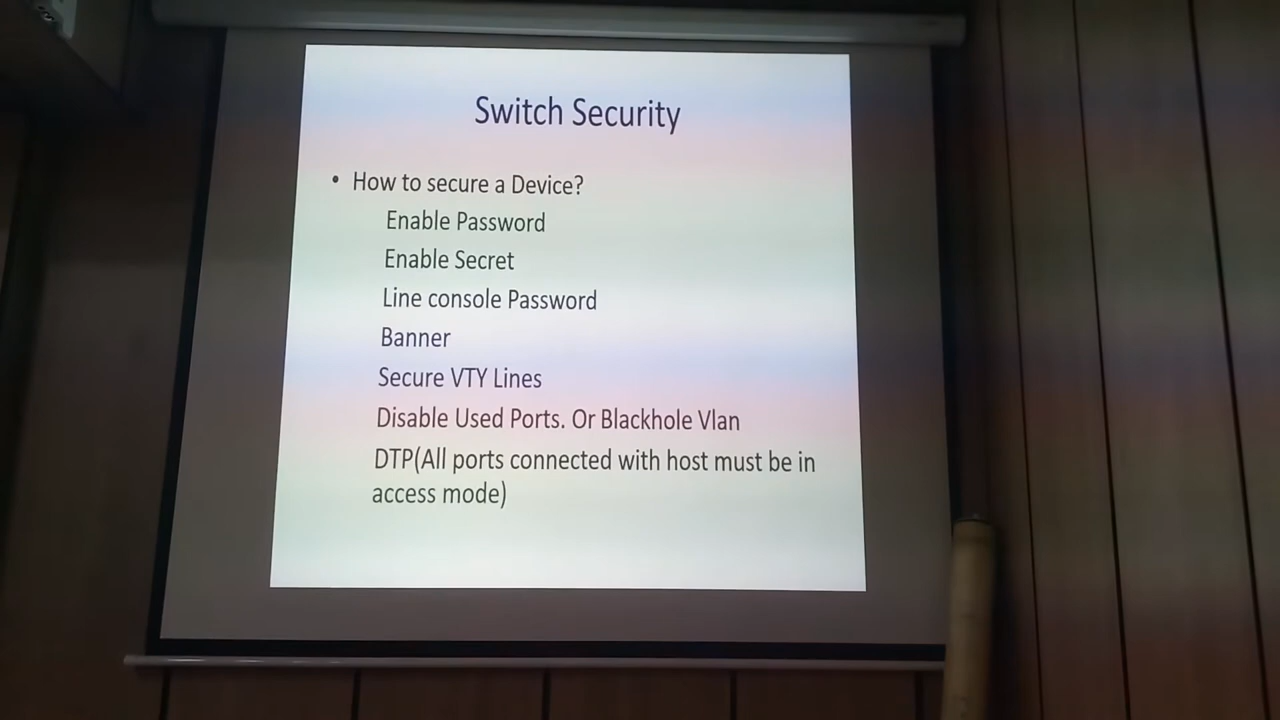 Switch Security
• How to secure a Device?
Enable Password
Enable Secret
Line console Password
Banner
Secure VTY Lines
Disable Used Ports. Or Blackhole Vlan
DTP(All ports connected with host must be in
access mode)